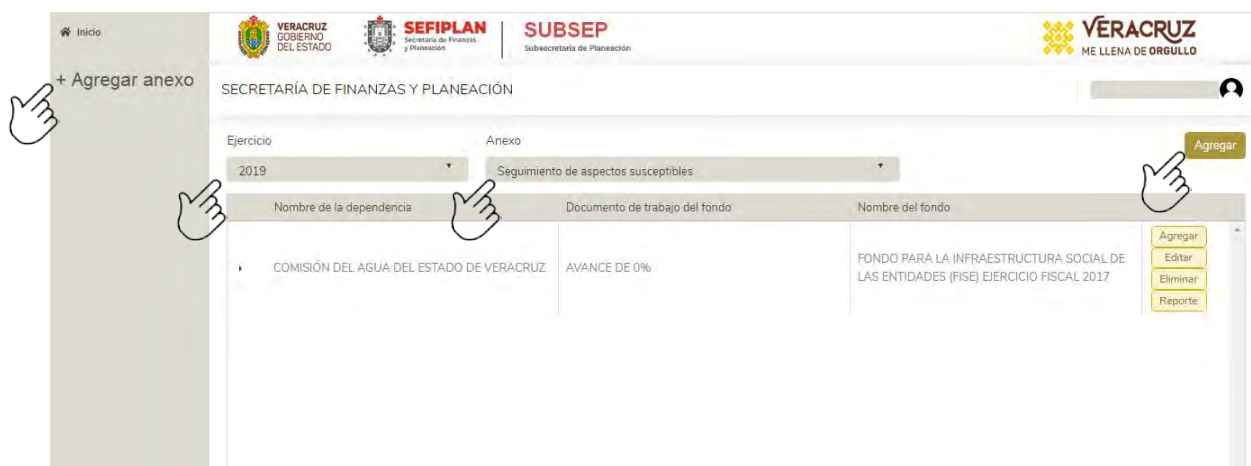 Inicio
VERACRUZ
GOBIERNO
DEL ESTADO
SEFIPLAN
Secretaría de Finanzas
y Planeación
SUBSEP
Subsecretaría de Planeación
VERACRUZ
ME LLENA DE ORGULLO
+ Agregar anexo
SECRETARÍA DE FINANZAS Y PLANEACIÓN
Ejercicio
Anexo
Agregar
2019
Seguimiento de aspectos susceptibles
Nombre de la dependencia
Documento de trabajo del fondo
Nombre del fondo
COMISIÓN DEL AGUA DEL ESTADO DE VERACRUZ
AVANCE DE 0%
FONDO PARA LA INFRAESTRUCTURA SOCIAL DE
LAS ENTIDADES (FISE) EJERCICIO FISCAL 2017
Agregar
Editar
Eliminar
Reporte